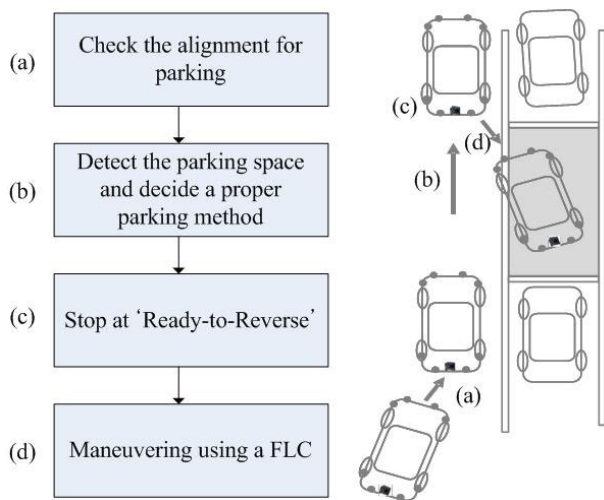 (a)
Check the alignment for
parking
(b)
Detect the parking space
and decide a proper
parking method
(c)
Stop at ‘Ready-to-Reverse’
(d)
Maneuvering using a FLC
(c)
(d)
(b)
(a)